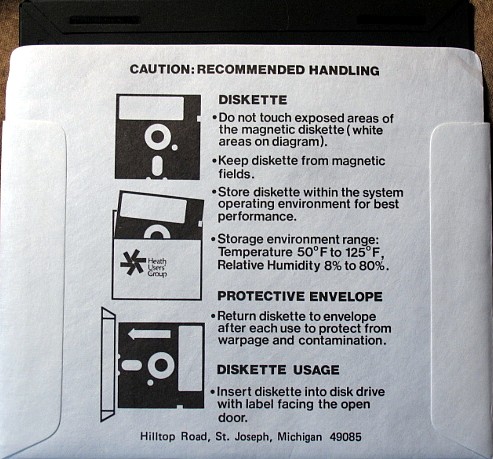 CAUTION: RECOMMENDED HANDLING
DISKETTE
•Do not touch exposed areas of
the magnetic diskette (white
areas on diagram).
•Keep diskette from magnetic
fields.
•Store diskette within the system
operating environment for best
performance.
•Storage environment range:
Temperature 50°F to 125°F,
Relative Humidity 8% to 80%.
Heath
Users'
Group
PROTECTIVE ENVELOPE
•Return diskette to envelope
after each use to protect from
warpage and contamination.
DISKETTE USAGE
•Insert diskette into disk drive
with label facing the open
door.
Hilltop Road, St. Joseph, Michigan 49085